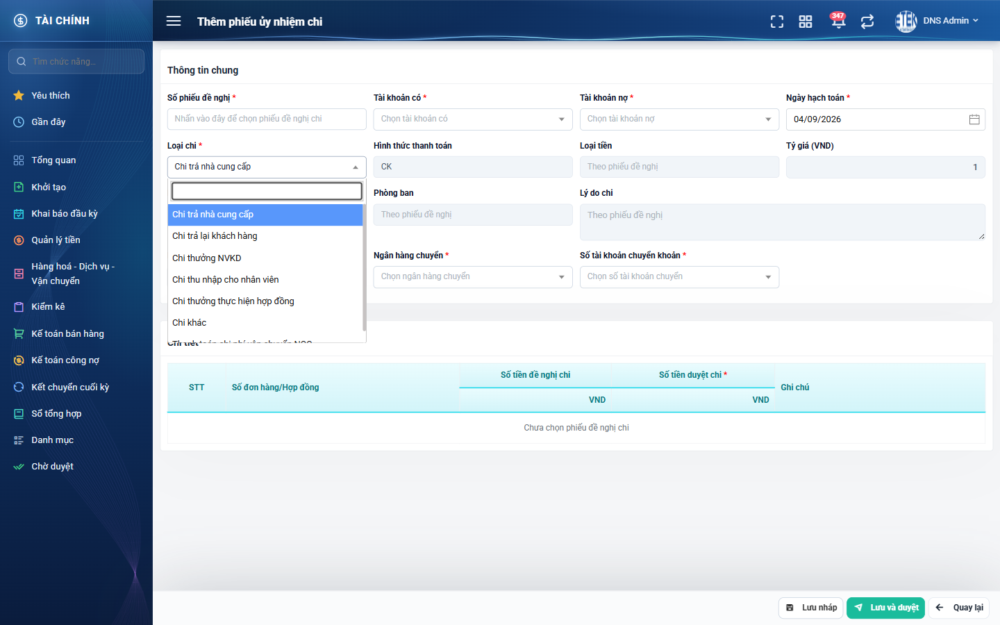 TÀI CHÍNH
Thêm phiếu ủy nhiệm chi
347
DNS Admin
Tìm chức năng...
Yêu thích
Gần đây
Tổng quan
Khởi tạo
Khai báo đầu kỳ
Quản lý tiền
Hàng hoá - Dịch vụ -
Vận chuyển
Kiểm kê
Kế toán bán hàng
Kế toán công nợ
Kết chuyển cuối kỳ
Sổ tổng hợp
Danh mục
Chờ duyệt
Thông tin chung
Số phiếu đề nghị *
Tài khoản có *
Tài khoản nợ *
Ngày hạch toán *
Nhấn vào đây để chọn phiếu đề nghị chi
Chọn tài khoản có
Chọn tài khoản nợ
04/09/2026
Loại chi *
Hình thức thanh toán
Loại tiền
Tỷ giá (VND)
Chi trả nhà cung cấp
CK
Theo phiếu đề nghị
1
Chi trả nhà cung cấp
Chi trả lại khách hàng
Chi thưởng NVKD
Chi thu nhập cho nhân viên
Chi thưởng thực hiện hợp đồng
Chi khác
Phòng ban
Lý do chi
Theo phiếu đề nghị
Theo phiếu đề nghị
Ngân hàng chuyển *
Số tài khoản chuyển khoản *
Chọn ngân hàng chuyển
Chọn số tài khoản chuyển
Chi tiết
STT
Số đơn hàng/Hợp đồng
Số tiền đề nghị chi
Số tiền duyệt chi *
Ghi chú
VND
VND
Chưa chọn phiếu đề nghị chi
Lưu nháp
Lưu và duyệt
Quay lại